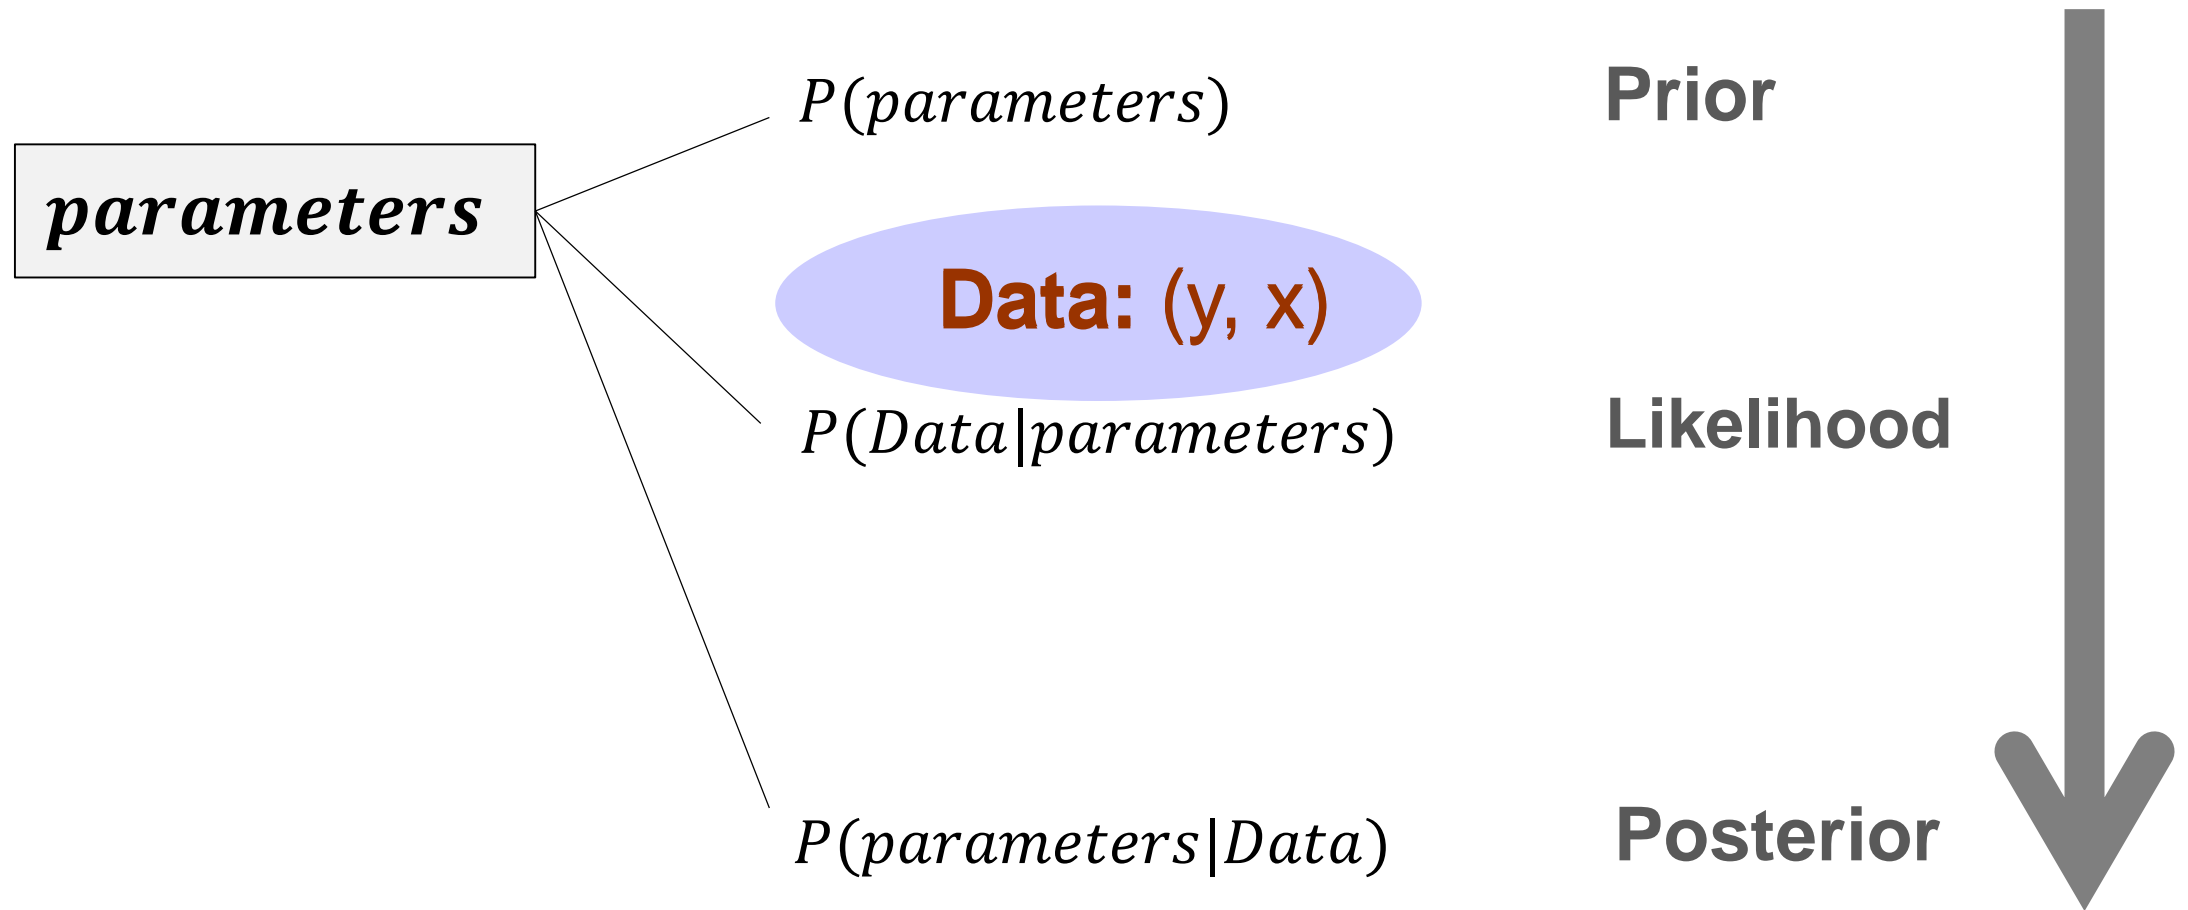 P(parameters) Prior
parameters
Data: (y, x)
P(Data|parameters) Likelihood
P(parameters|Data) Posterior